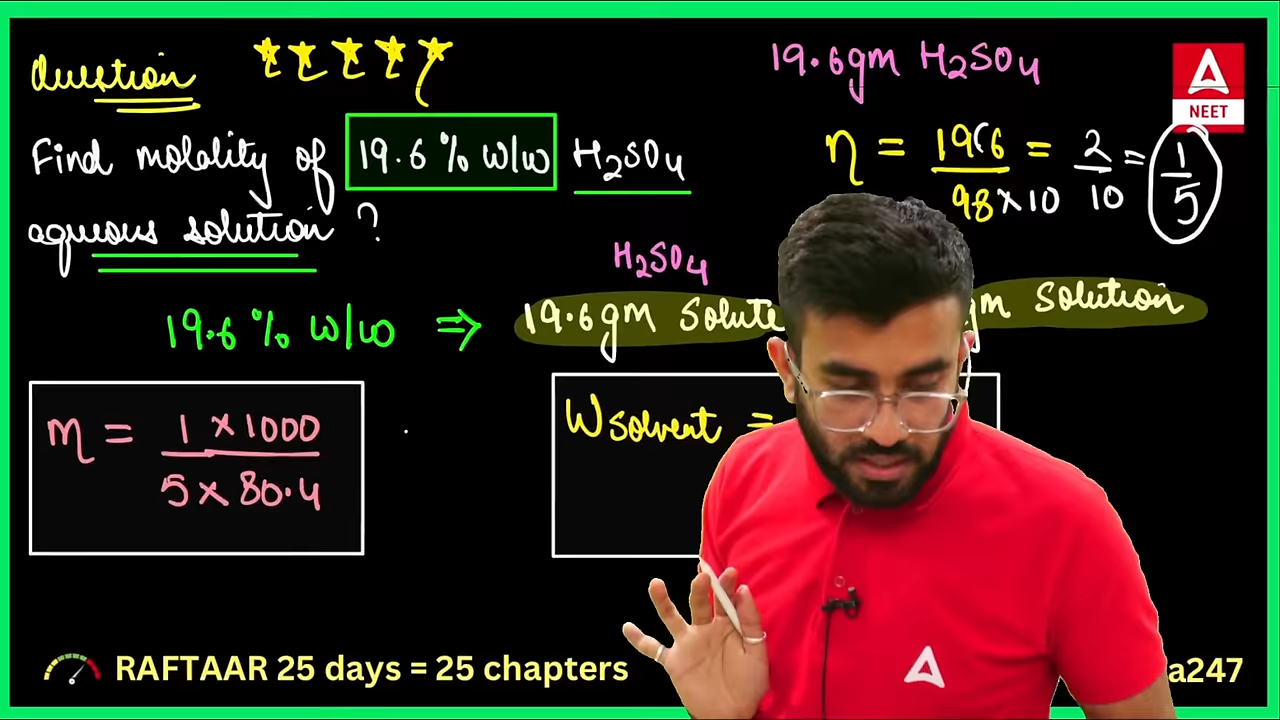 Question
Find molality of 19.6% w/w H2SO4
aqueous solution ?
19.6gm H2SO4
η = 19(6 / 98×10 = 2/10 = 1/5
NEET
H2SO4
19.6% w/w ⇒ 19.6gm Solute gm Solution
m = 1 × 1000 / 5 × 80.4
Wsolvent =
RAFTAAR 25 days = 25 chapters
a247